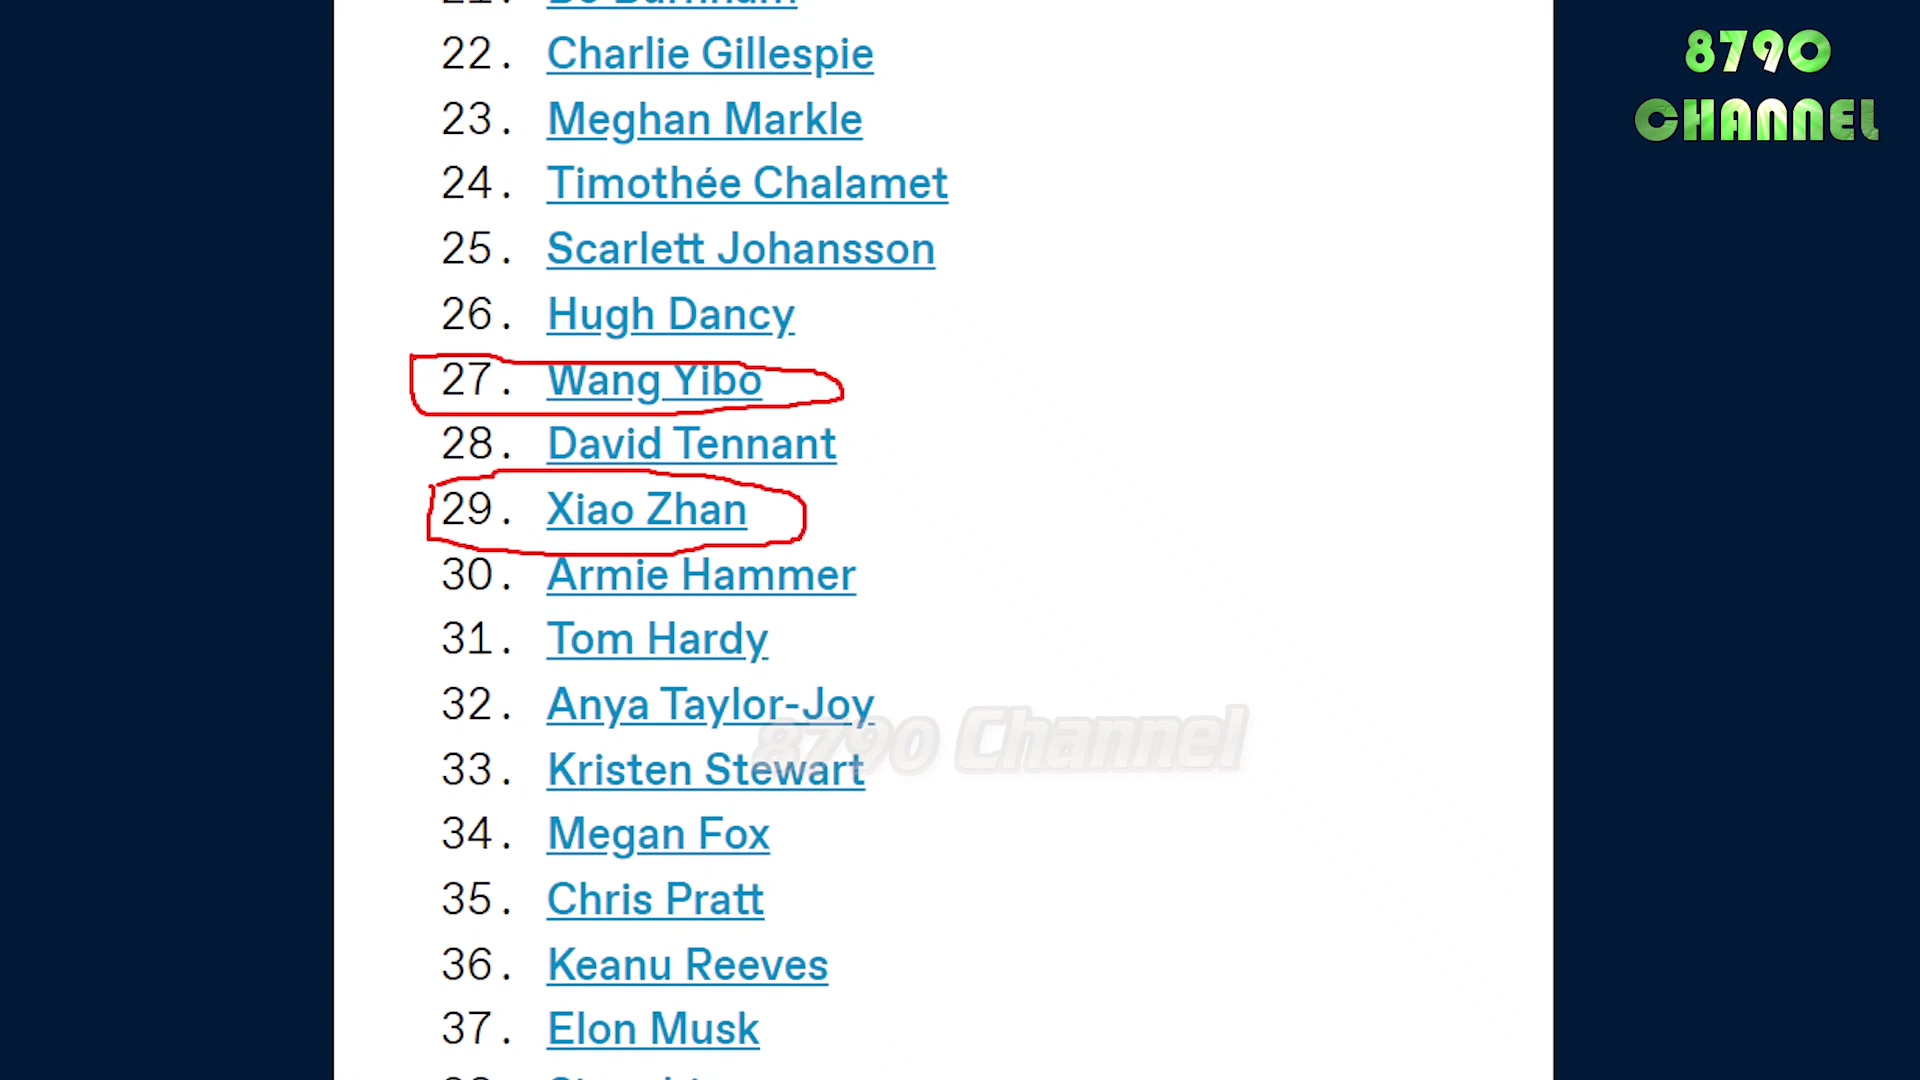 8790
CHANNEL
22. Charlie Gillespie
23. Meghan Markle
24. Timothée Chalamet
25. Scarlett Johansson
26. Hugh Dancy
27. Wang Yibo
28. David Tennant
29. Xiao Zhan
30. Armie Hammer
31. Tom Hardy
32. Anya Taylor-Joy
8790 Channel
33. Kristen Stewart
34. Megan Fox
35. Chris Pratt
36. Keanu Reeves
37. Elon Musk